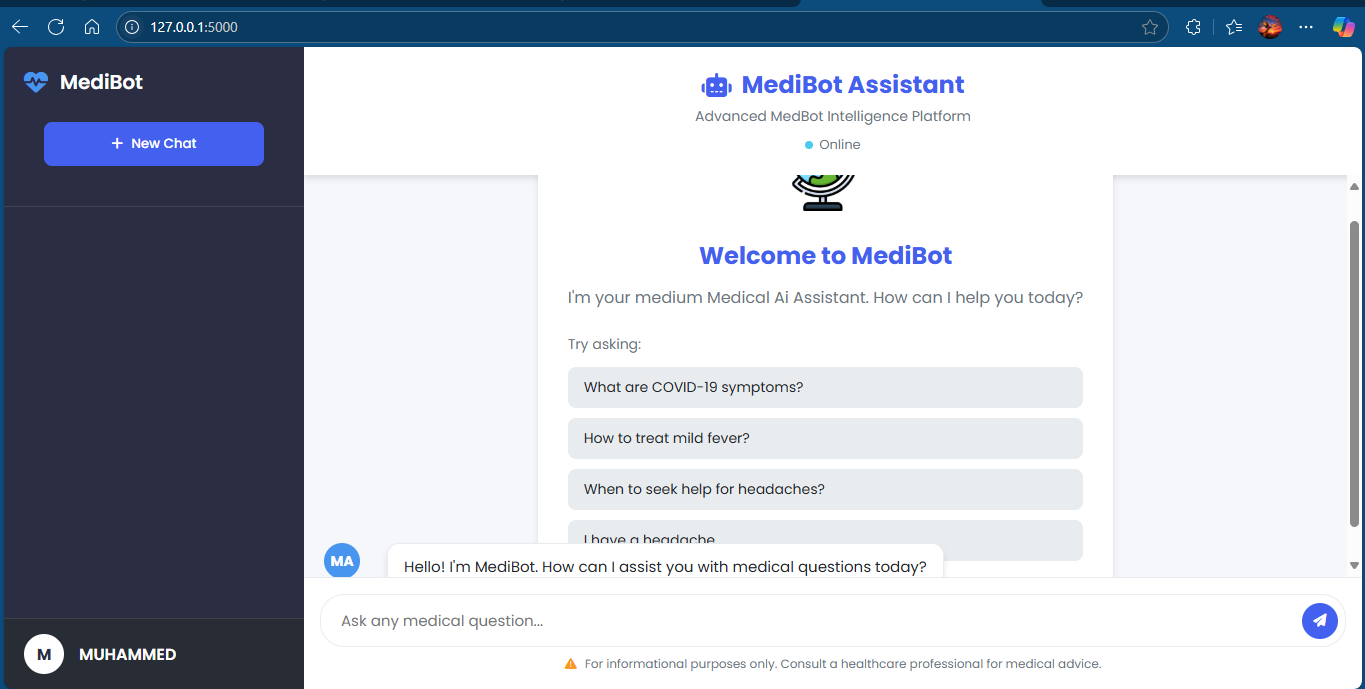 127.0.0.1:5000
MediBot
+ New Chat
MediBot Assistant
Advanced MedBot Intelligence Platform
Online
Welcome to MediBot
I'm your medium Medical Ai Assistant. How can I help you today?
Try asking:
What are COVID-19 symptoms?
How to treat mild fever?
When to seek help for headaches?
I have a headache
MA
Hello! I'm MediBot. How can I assist you with medical questions today?
Ask any medical question...
For informational purposes only. Consult a healthcare professional for medical advice.
M
MUHAMMED